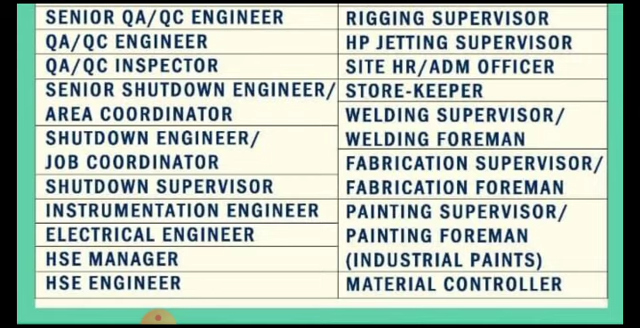 SENIOR QA/QC ENGINEER
QA/QC ENGINEER
QA/QC INSPECTOR
SENIOR SHUTDOWN ENGINEER/
AREA COORDINATOR
SHUTDOWN ENGINEER/
JOB COORDINATOR
SHUTDOWN SUPERVISOR
INSTRUMENTATION ENGINEER
ELECTRICAL ENGINEER
HSE MANAGER
HSE ENGINEER
RIGGING SUPERVISOR
HP JETTING SUPERVISOR
SITE HR/ADM OFFICER
STORE-KEEPER
WELDING SUPERVISOR/
WELDING FOREMAN
FABRICATION SUPERVISOR/
FABRICATION FOREMAN
PAINTING SUPERVISOR/
PAINTING FOREMAN
(INDUSTRIAL PAINTS)
MATERIAL CONTROLLER